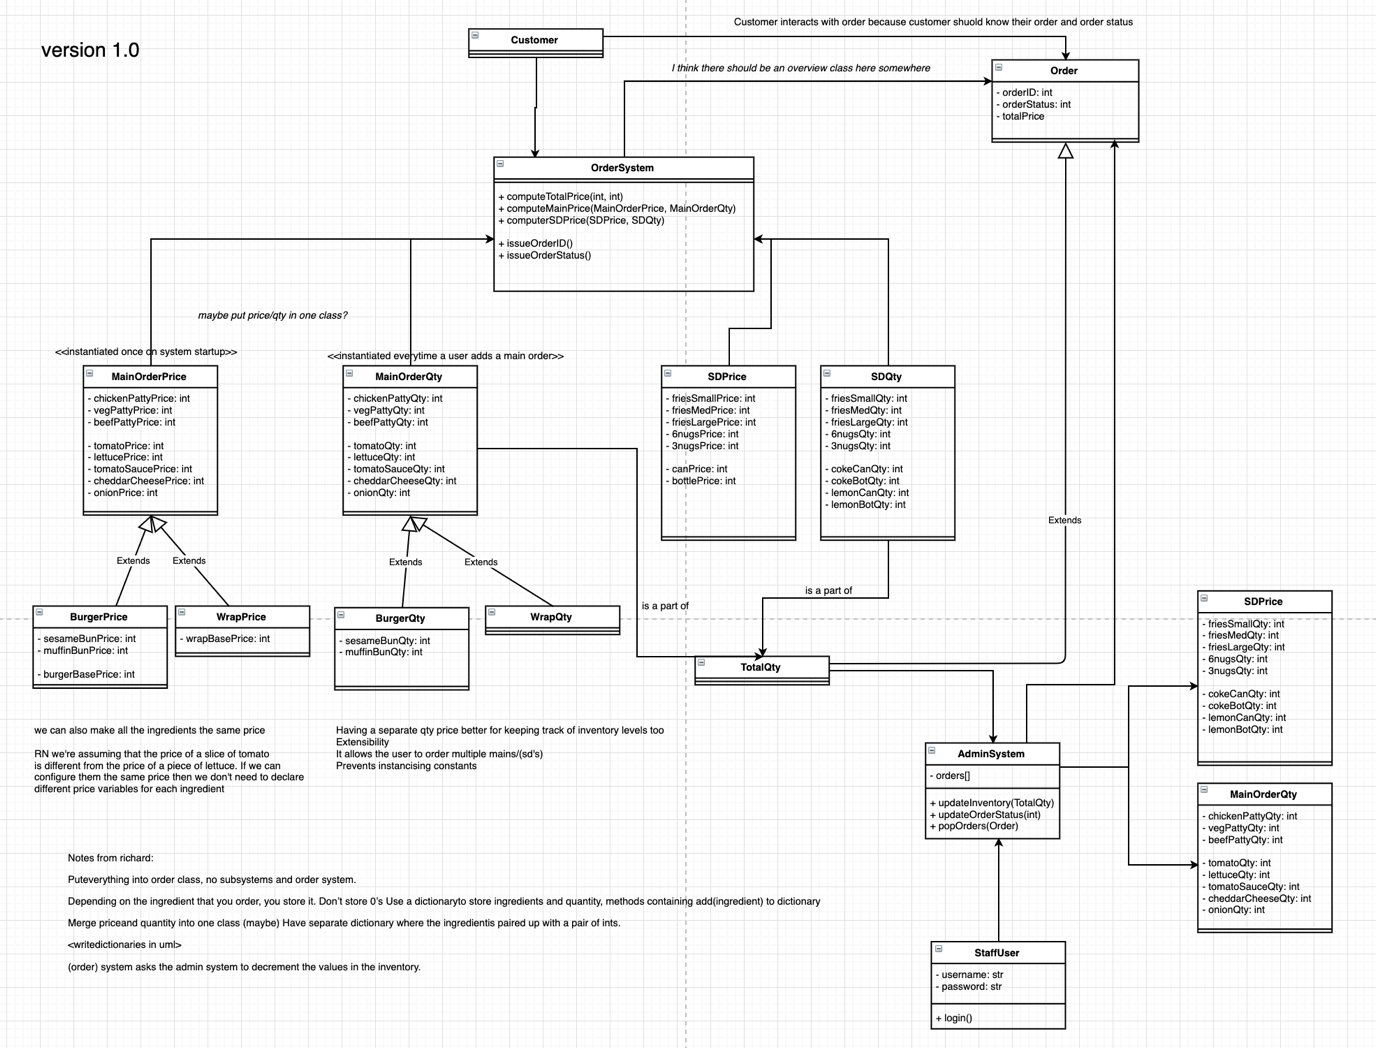 Customer interacts with order because customer shuold know their order and order status
version 1.0
Customer
I think there should be an overview class here somewhere
Order
- orderID: int
- orderStatus: int
- totalPrice
OrderSystem
+ computeTotalPrice(int, int)
+ computeMainPrice(MainOrderPrice, MainOrderQty)
+ computerSDPrice(SDPrice, SDQty)
+ issueOrderID()
+ issueOrderStatus()
maybe put price/qty in one class?
<<instantiated once on system startup>>
<<instantiated everytime a user adds a main order>>
MainOrderPrice
- chickenPattyPrice: int
- vegPattyPrice: int
- beefPattyPrice: int
- tomatoPrice: int
- lettucePrice: int
- tomatoSaucePrice: int
- cheddarCheesePrice: int
- onionPrice: int
MainOrderQty
- chickenPattyQty: int
- vegPattyQty: int
- beefPattyQty: int
- tomatoQty: int
- lettuceQty: int
- tomatoSauceQty: int
- cheddarCheeseQty: int
- onionQty: int
SDPrice
- friesSmallPrice: int
- friesMedPrice: int
- friesLargePrice: int
- 6nugsPrice: int
- 3nugsPrice: int
- canPrice: int
- bottlePrice: int
SDQty
- friesSmallQty: int
- friesMedQty: int
- friesLargeQty: int
- 6nugsQty: int
- 3nugsQty: int
- cokeCanQty: int
- cokeBotQty: int
- lemonCanQty: int
- lemonBotQty: int
Extends
Extends
Extends
Extends
Extends
is a part of
is a part of
BurgerPrice
- sesameBunPrice: int
- muffinBunPrice: int
- burgerBasePrice: int
WrapPrice
- wrapBasePrice: int
BurgerQty
- sesameBunQty: int
- muffinBunQty: int
WrapQty
TotalQty
SDPrice
- friesSmallQty: int
- friesMedQty: int
- friesLargeQty: int
- 6nugsQty: int
- 3nugsQty: int
- cokeCanQty: int
- cokeBotQty: int
- lemonCanQty: int
- lemonBotQty: int
AdminSystem
- orders[]
+ updateInventory(TotalQty)
+ updateOrderStatus(int)
+ popOrders(Order)
MainOrderQty
- chickenPattyQty: int
- vegPattyQty: int
- beefPattyQty: int
- tomatoQty: int
- lettuceQty: int
- tomatoSauceQty: int
- cheddarCheeseQty: int
- onionQty: int
StaffUser
- username: str
- password: str
+ login()
we can also make all the ingredients the same price
RN we're assuming that the price of a slice of tomato
is different from the price of a piece of lettuce. If we can
configure them the same price then we don't need to declare
different price variables for each ingredient
Having a separate qty price better for keeping track of inventory levels too
Extensibility
It allows the user to order multiple mains/(sd's)
Prevents instancising constants
Notes from richard:
Puteverything into order class, no subsystems and order system.
Depending on the ingredient that you order, you store it. Don't store 0's Use a dictionaryto store ingredients and quantity, methods containing add(ingredient) to dictionary
Merge priceand quantity into one class (maybe) Have separate dictionary where the ingredientis paired up with a pair of ints.
<writedictionaries in uml>
(order) system asks the admin system to decrement the values in the inventory.